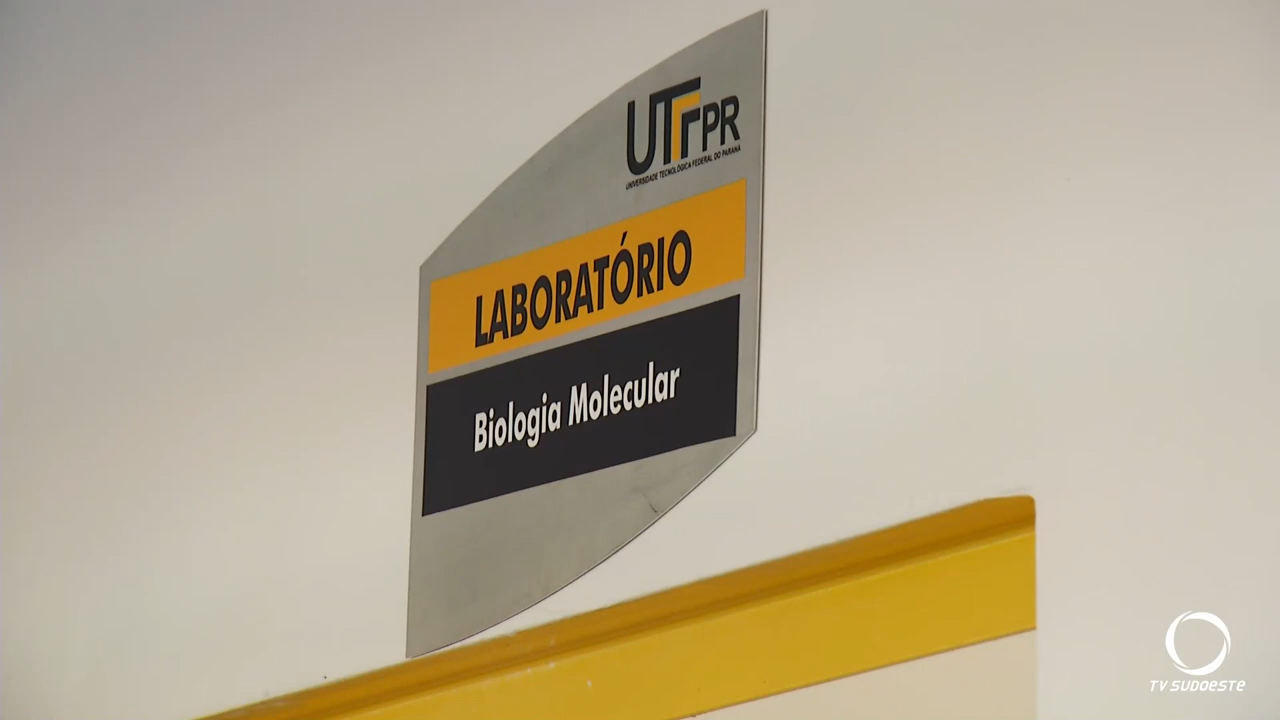 UTFPR
UNIVERSIDADE TECNOLÓGICA FEDERAL DO PARANÁ
LABORATÓRIO
Biologia Molecular
TV SUDOESTE